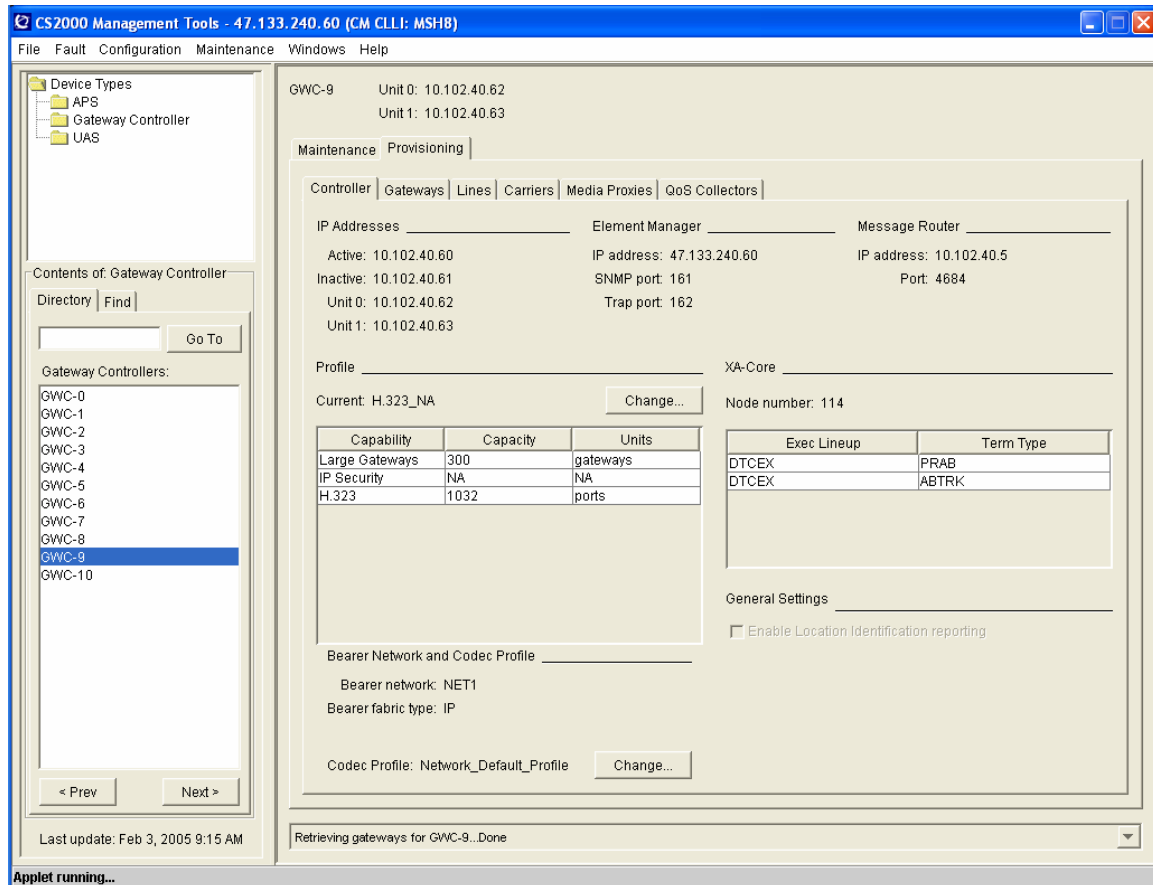 CS2000 Management Tools - 47.133.240.60 (CM CLLI: MSH8)
File Fault Configuration Maintenance Windows Help
Device Types
APS
Gateway Controller
UAS
Contents of: Gateway Controller
Directory Find
Go To
Gateway Controllers:
GWC-0
GWC-1
GWC-2
GWC-3
GWC-4
GWC-5
GWC-6
GWC-7
GWC-8
GWC-9
GWC-10
< Prev Next >
Last update: Feb 3, 2005 9:15 AM
GWC-9 Unit 0: 10.102.40.62
Unit 1: 10.102.40.63
Maintenance Provisioning
Controller Gateways Lines Carriers Media Proxies QoS Collectors
IP Addresses
Active: 10.102.40.60
Inactive: 10.102.40.61
Unit 0: 10.102.40.62
Unit 1: 10.102.40.63
Element Manager
IP address: 47.133.240.60
SNMP port: 161
Trap port: 162
Message Router
IP address: 10.102.40.5
Port: 4684
Profile
Current: H.323_NA Change...
Capability Capacity Units
Large Gateways 300 gateways
IP Security NA NA
H.323 1032 ports
XA-Core
Node number: 114
Exec Lineup Term Type
DTCEX PRAB
DTCEX ABTRK
General Settings
Enable Location Identification reporting
Bearer Network and Codec Profile
Bearer network: NET1
Bearer fabric type: IP
Codec Profile: Network_Default_Profile Change...
Retrieving gateways for GWC-9...Done
Applet running...